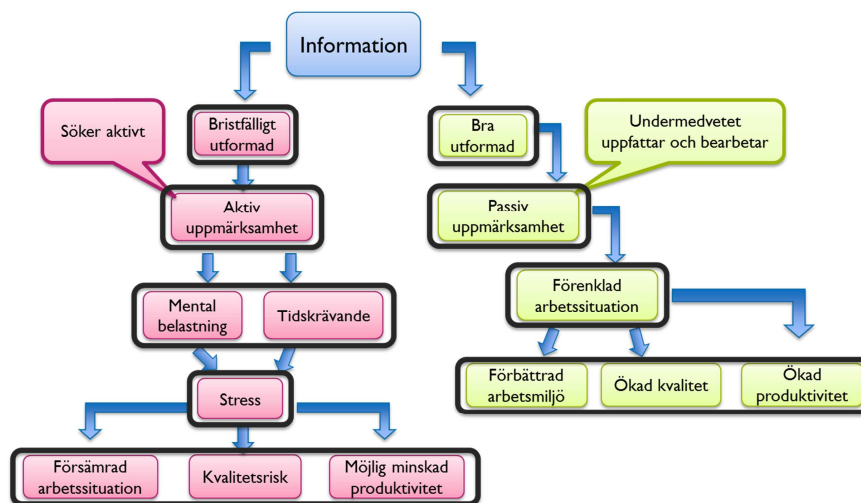 Information
Söker aktivt
Bristfälligt
utformad
Bra
utformad
Undermedvetet
uppfattar och bearbetar
Aktiv
uppmärksamhet
Passiv
uppmärksamhet
Mental
belastning
Tidskrävande
Förenklad
arbetssituation
Stress
Förbättrad
arbetsmiljö
Ökad kvalitet
Ökad
produktivitet
Försämrad
arbetssituation
Kvalitetsrisk
Möjlig minskad
produktivitet